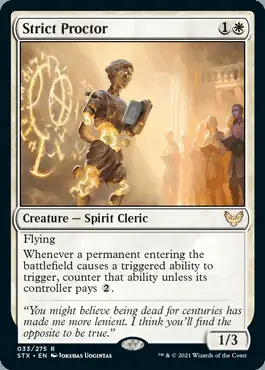 Strict Proctor 1
Creature — Spirit Cleric
Flying
Whenever a permanent entering the
battlefield causes a triggered ability to
trigger, counter that ability unless its
controller pays 2.
“You might believe being dead for centuries has
made me more lenient. I think you’ll find the
opposite to be true.”
1/3
033/275 R
STX • EN JOKUBAS UOGINTAS
™ & © 2021 Wizards of the Coast